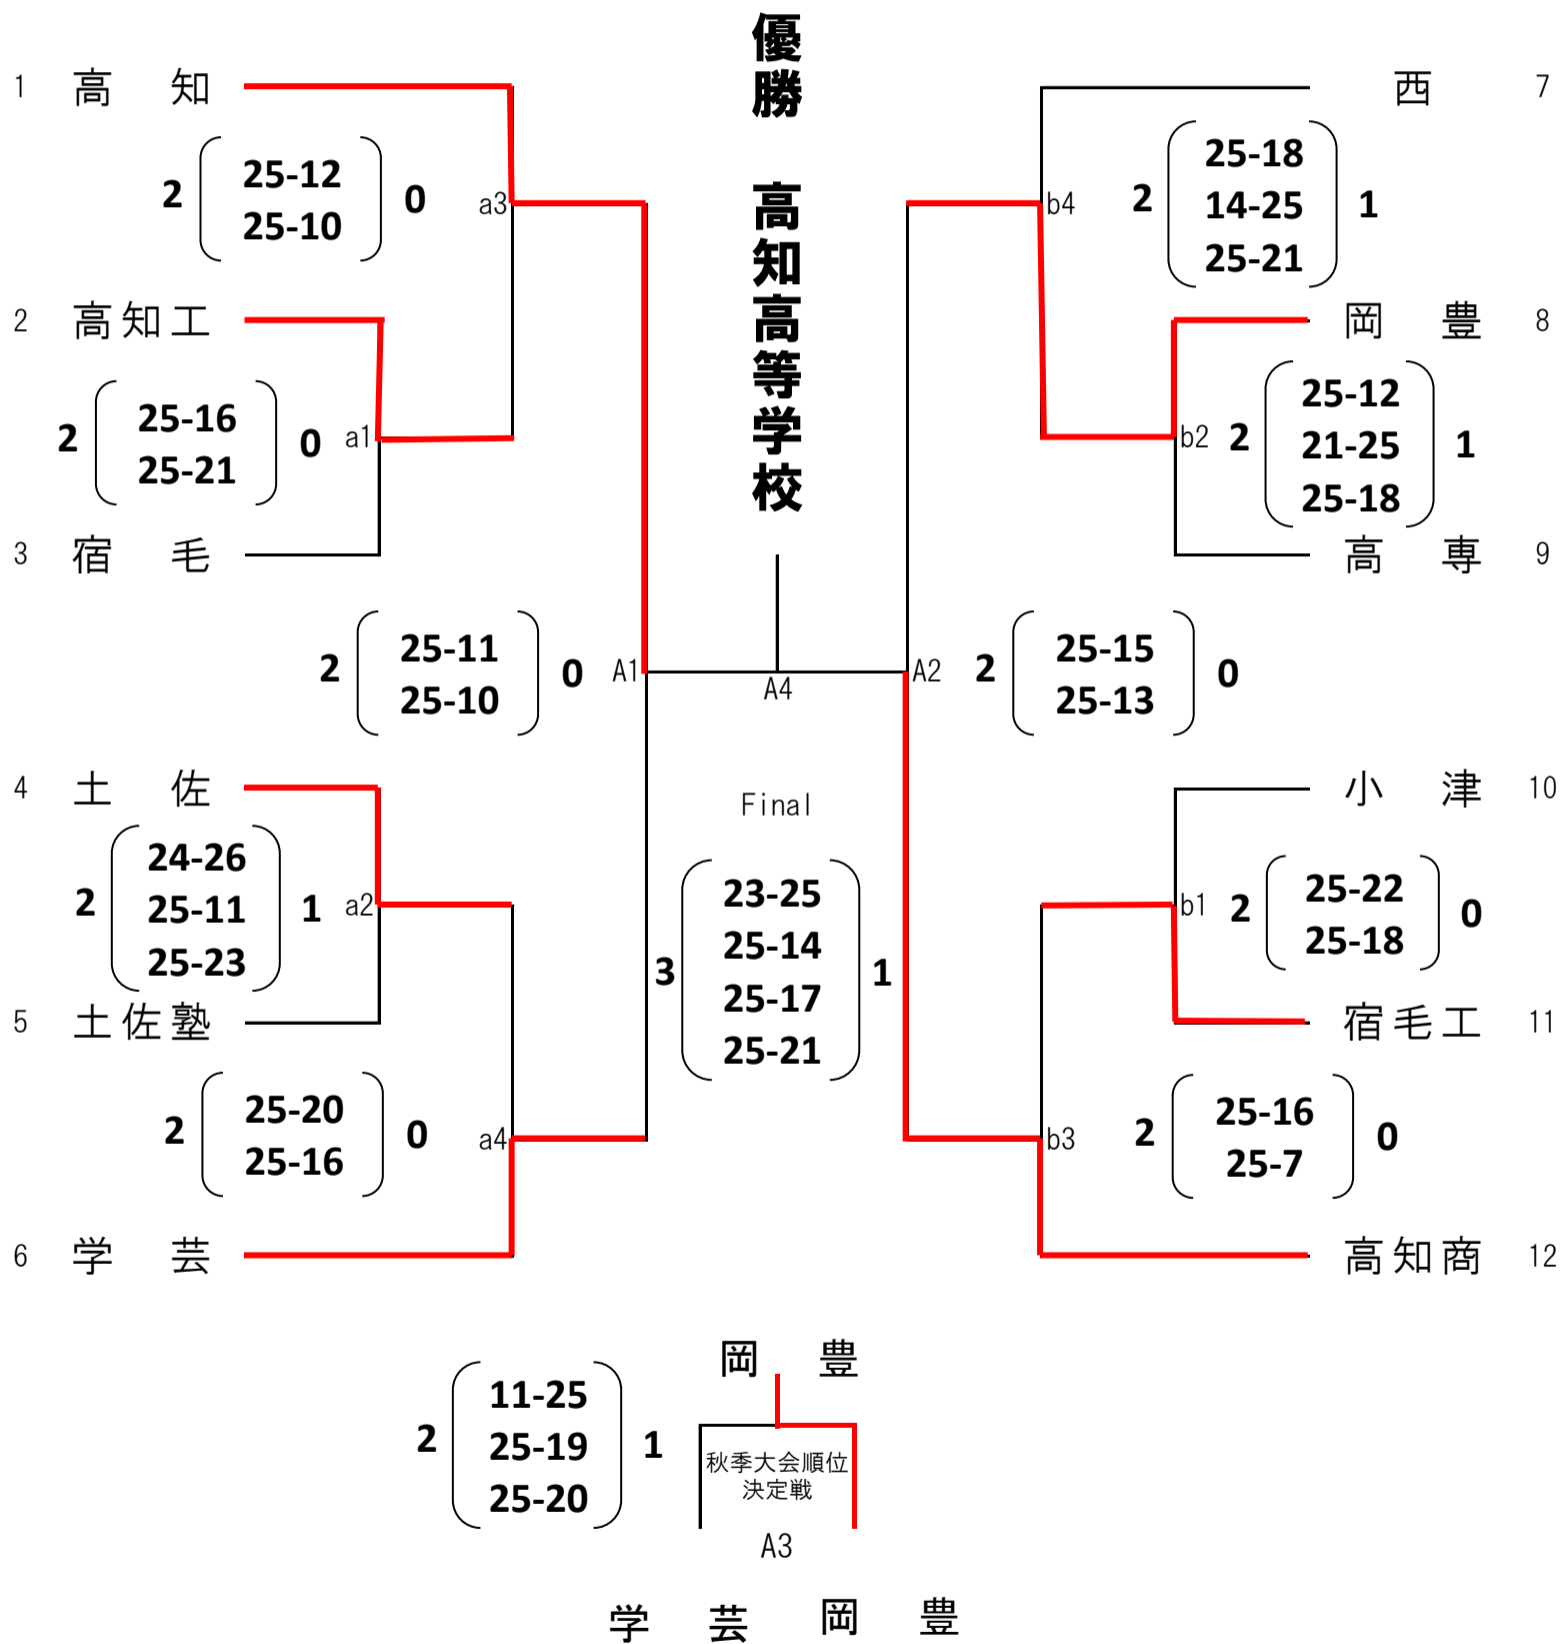 優勝 高知高等学校
1 高 知
2 ( 25-12 25-10 ) 0
a3
2 高知工
2 ( 25-16 25-21 ) 0
a1
3 宿 毛
2 ( 25-11 25-10 ) 0
A1
4 土 佐
2 ( 24-26 25-11 25-23 ) 1
a2
5 土佐塾
2 ( 25-20 25-16 ) 0
a4
6 学 芸
西 7
b4
2 ( 25-18 14-25 25-21 ) 1
岡 豊 8
b2
2 ( 25-12 21-25 25-18 ) 1
高 専 9
A2
2 ( 25-15 25-13 ) 0
小 津 10
b1
2 ( 25-22 25-18 ) 0
宿毛工 11
b3
2 ( 25-16 25-7 ) 0
高知商 12
A4
Final
3 ( 23-25 25-14 25-17 25-21 ) 1
岡 豊
2 ( 11-25 25-19 25-20 ) 1
秋季大会順位
決定戦
A3
学 芸 岡 豊